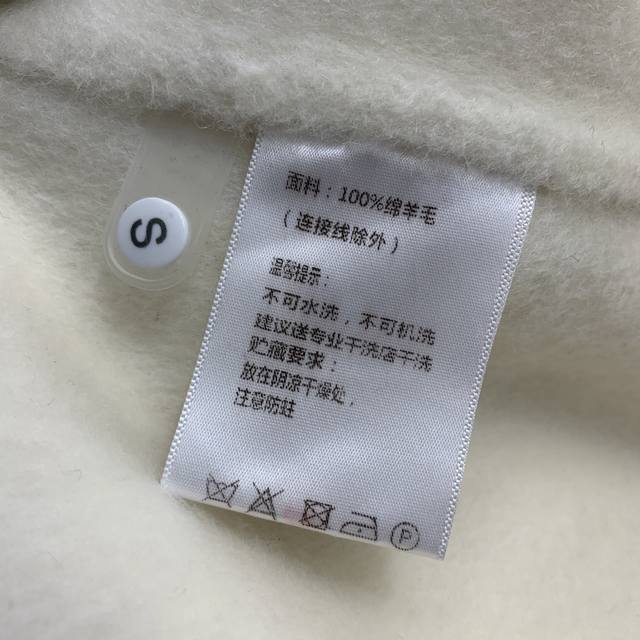 S
面料：100%绵羊毛
（连接线除外）
温馨提示：
不可水洗，不可机洗
建议送专业干洗店干洗
贮藏要求：
放在阴凉干燥处，
注意防蛀
P